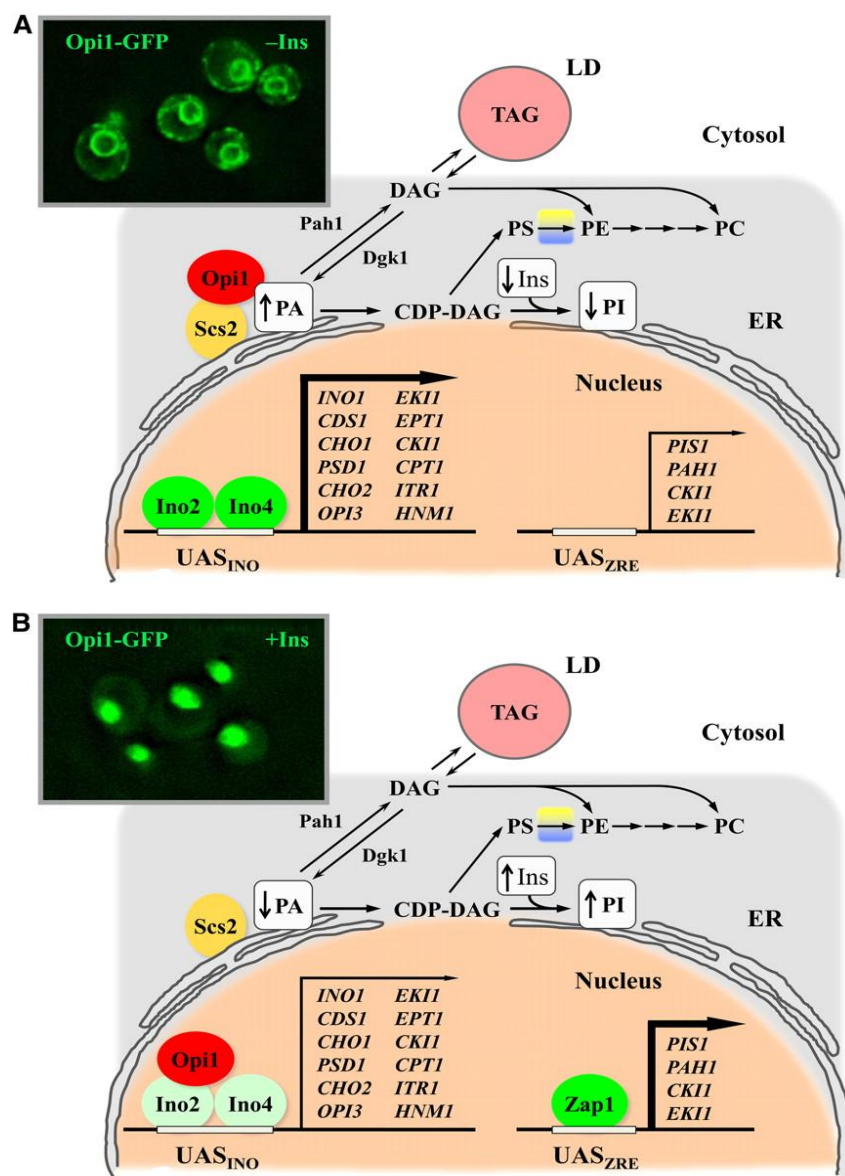 A
Opi1-GFP –Ins
LD
TAG
Cytosol
DAG
Pah1
Dgk1
PS PE PC
Opi1
↓Ins
↑PA
CDP-DAG
↓PI
Scs2
ER
Nucleus
INO1 EKI1
CDS1 EPT1
CHO1 CKI1
PSD1 CPT1
CHO2 ITR1
OPI3 HNM1
PIS1
PAH1
CKI1
EKI1
Ino2 Ino4
UASINO
UASZRE
B
Opi1-GFP +Ins
LD
TAG
Cytosol
DAG
Pah1
Dgk1
PS PE PC
↑Ins
↓PA
CDP-DAG
↑PI
Scs2
ER
Nucleus
INO1 EKI1
CDS1 EPT1
CHO1 CKI1
PSD1 CPT1
CHO2 ITR1
OPI3 HNM1
PIS1
PAH1
CKI1
EKI1
Opi1
Ino2 Ino4
Zap1
UASINO
UASZRE